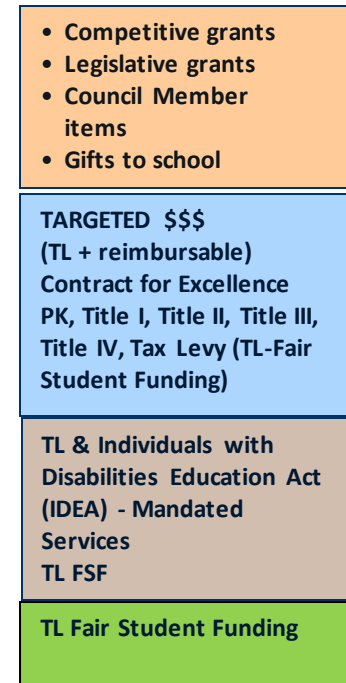 • Competitive grants
• Legislative grants
• Council Member
items
• Gifts to school
TARGETED $$$
(TL + reimbursable)
Contract for Excellence
PK, Title I, Title II, Title III,
Title IV, Tax Levy (TL-Fair
Student Funding)
TL & Individuals with
Disabilities Education Act
(IDEA) - Mandated
Services
TL FSF
TL Fair Student Funding